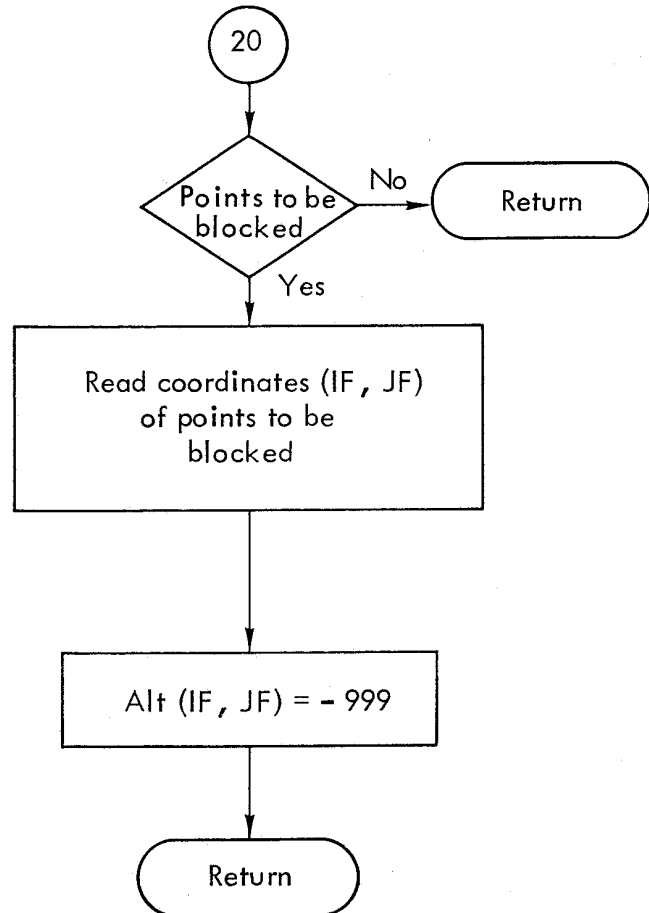 20
Points to be
blocked
No
Return
Yes
Read coordinates (IF, JF)
of points to be
blocked
Alt (IF, JF) = - 999
Return